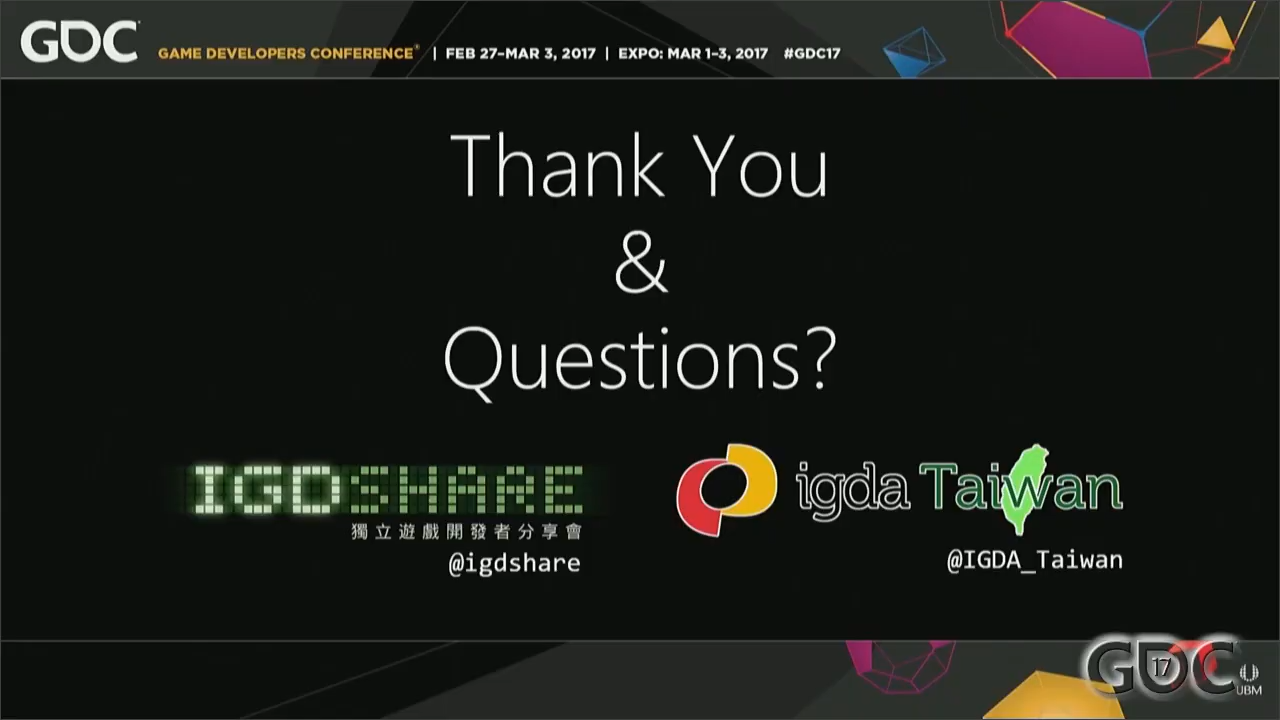 GDC GAME DEVELOPERS CONFERENCE® | FEB 27–MAR 3, 2017 | EXPO: MAR 1–3, 2017 #GDC17
Thank You
&
Questions?
IGDSHARE
獨立遊戲開發者分享會
@igdshare
igda Taiwan
@IGDA_Taiwan
GDC 17
UBM